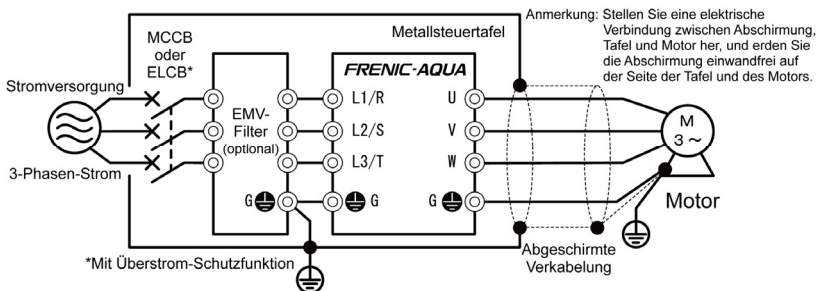 Anmerkung: Stellen Sie eine elektrische
Verbindung zwischen Abschirmung,
Tafel und Motor her, und erden Sie
die Abschirmung einwandfrei auf
der Seite der Tafel und des Motors.
Metallsteuertafel
MCCB
oder
ELCB*
Stromversorgung
3-Phasen-Strom
EMV-
Filter
(optional)
G
FRENIC-AQUA
L1/R
L2/S
L3/T
G
U
V
W
G
M
3 ~
Motor
Abgeschirmte
Verkabelung
*Mit Überstrom-Schutzfunktion